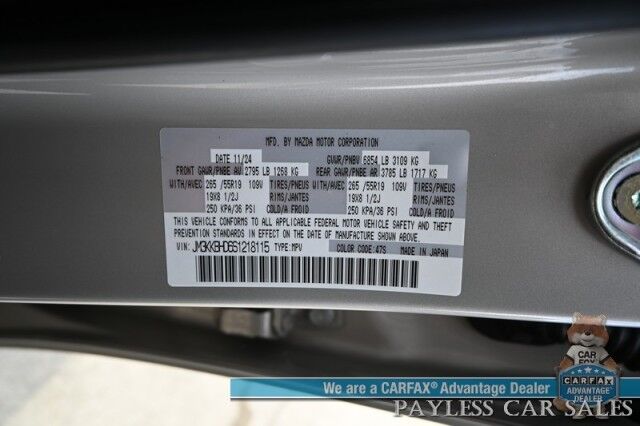 MFD. BY MAZDA MOTOR CORPORATION
DATE 11/24 GVWR/PNBV 6854 LB 3109 KG
FRONT GAWR/PNBE AV 2795 LB 1268 KG REAR GAWR/PNBE AR 3785 LB 1717 KG
WITH/AVEC 265 /55R19 109V TIRES/PNEUS WITH/AVEC 265 /55R19 109V TIRES/PNEUS
19X8 1/2J RIMS/JANTES 19X8 1/2J RIMS/JANTES
250 KPA/36 PSI COLD/A FROID 250 KPA/36 PSI COLD/A FROID
THIS VEHICLE CONFORMS TO ALL APPLICABLE FEDERAL MOTOR VEHICLE SAFETY AND THEFT
PREVENTION STANDARDS IN EFFECT ON THE DATE OF MANUFACTURE SHOWN ABOVE.
VIN: JM3KKBHD6S1218115 TYPE:MPV COLOR CODE:47S MADE IN JAPAN
We are a CARFAX® Advantage Dealer
PAYLESS CAR SALES
CAR
FOX
CARFAX
ADVANTAGE
DEALER